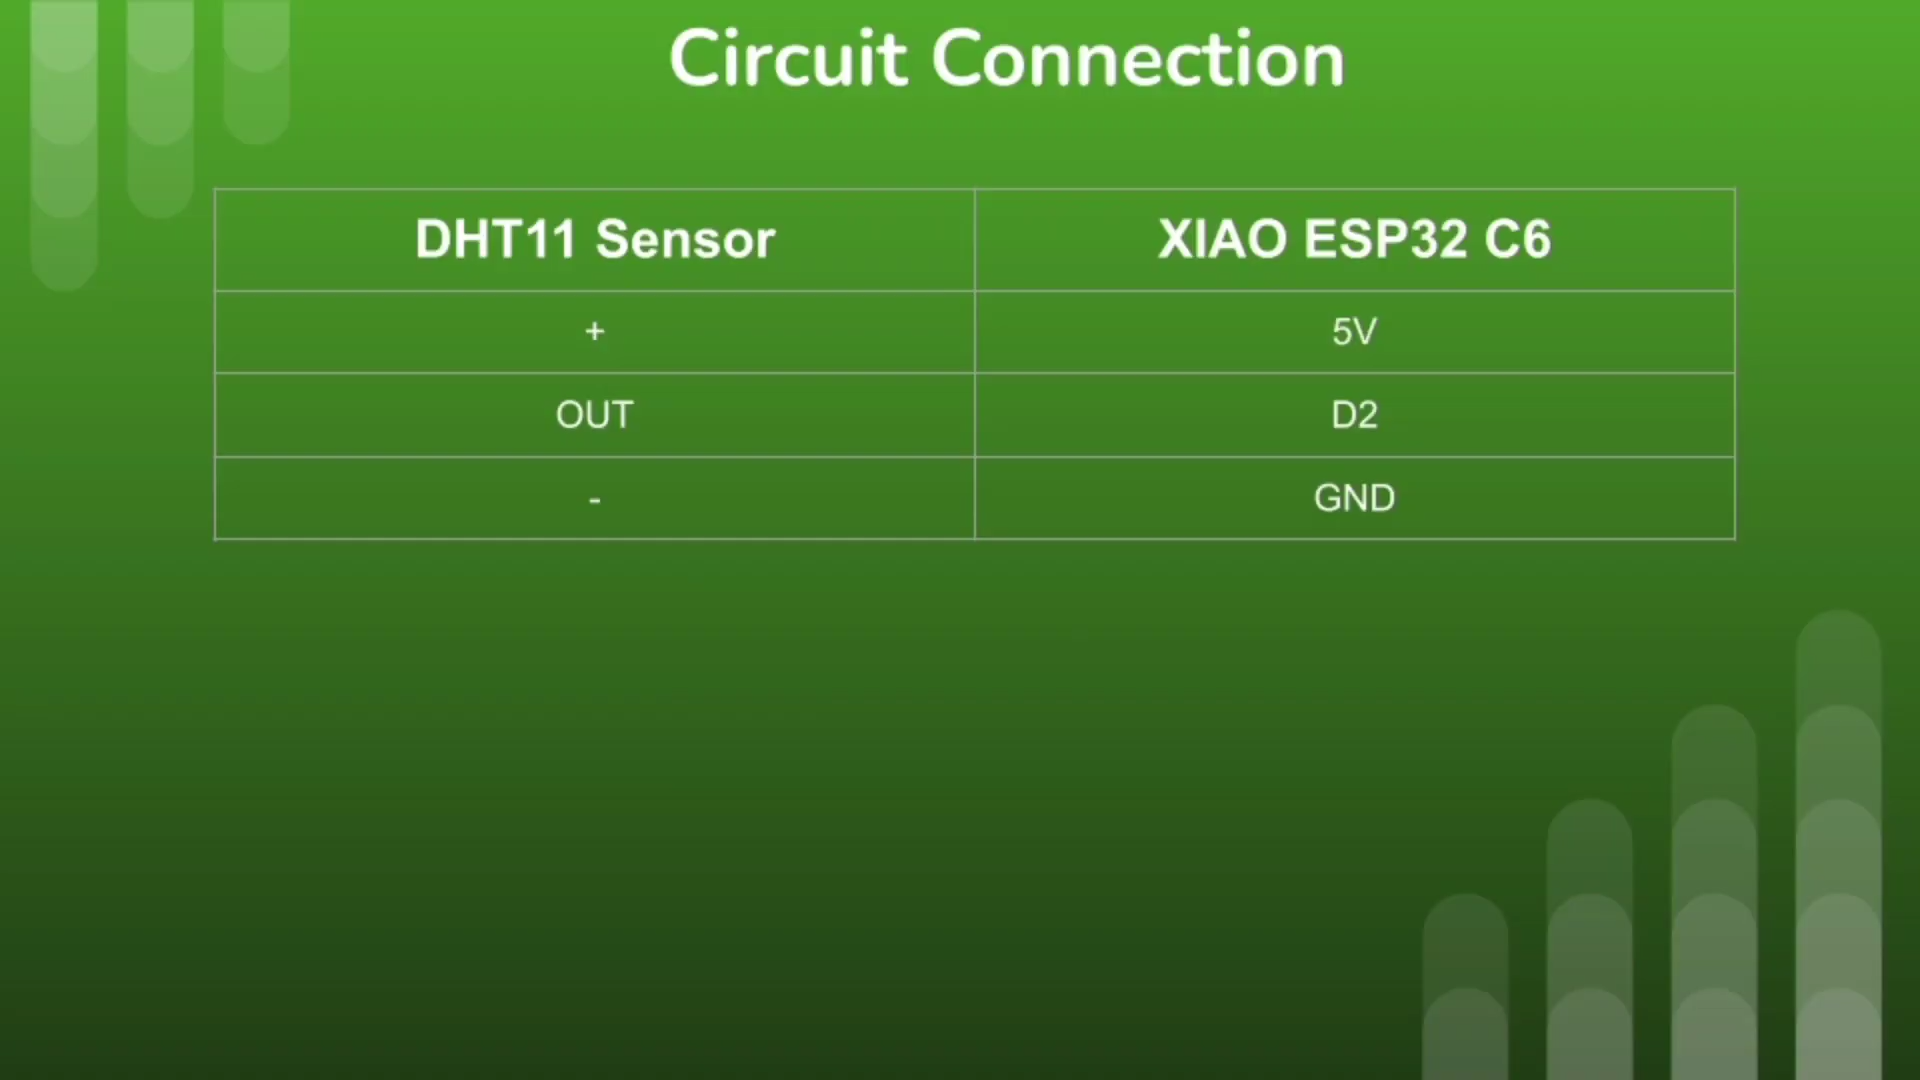 Circuit Connection
DHT11 Sensor XIAO ESP32 C6
+ 5V
OUT D2
- GND